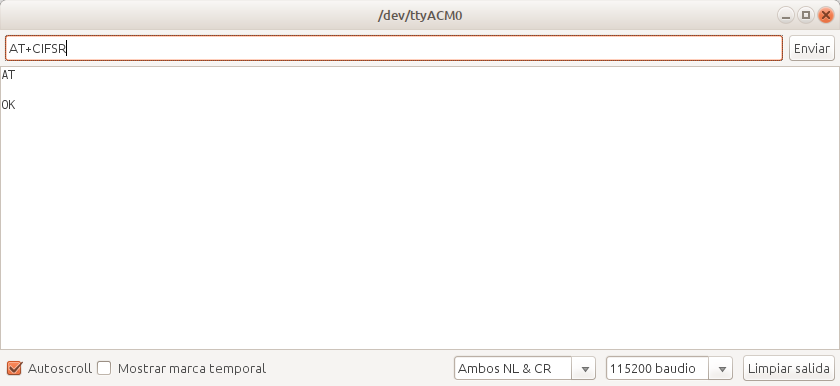 /dev/ttyACM0
AT+CIFSR
Enviar
AT
OK
Autoscroll
Mostrar marca temporal
Ambos NL & CR
115200 baudio
Limpiar salida